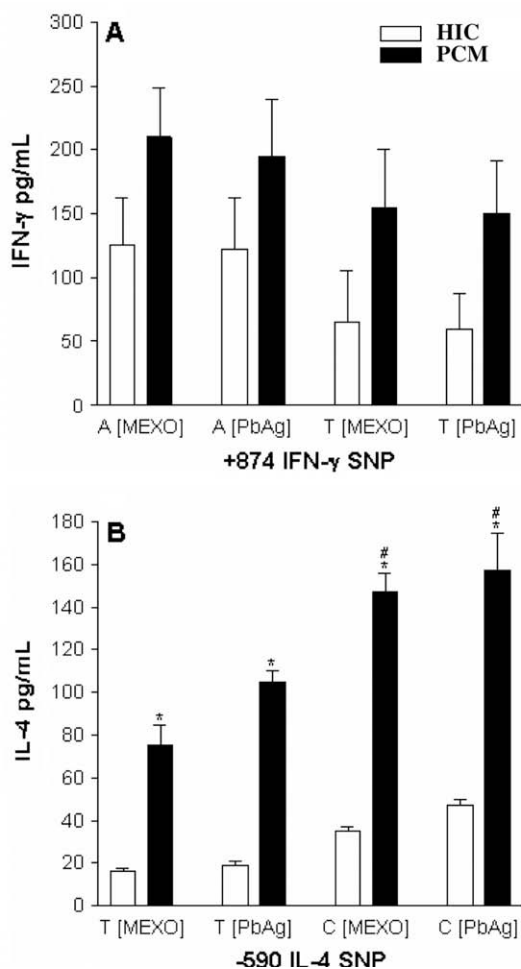 A
HIC
PCM
300
250
200
150
100
50
0
IFN-γ pg/mL
A [MEXO] A [PbAg] T [MEXO] T [PbAg]
+874 IFN-γ SNP
B
180
160
140
120
100
80
60
40
20
0
IL-4 pg/mL
* * # * # *
T [MEXO] T [PbAg] C [MEXO] C [PbAg]
-590 IL-4 SNP